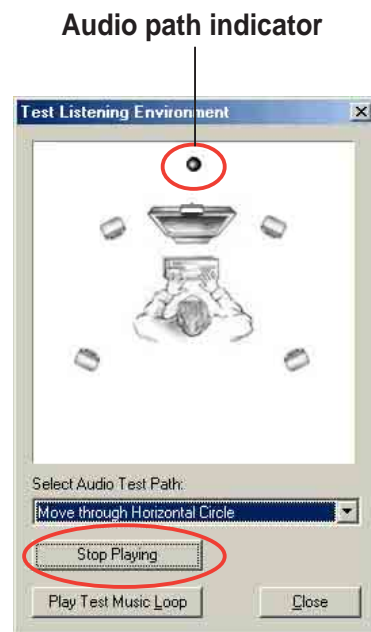 Audio path indicator
Test Listening Environment
Select Audio Test Path:
Move through Horizontal Circle
Stop Playing
Play Test Music Loop
Close